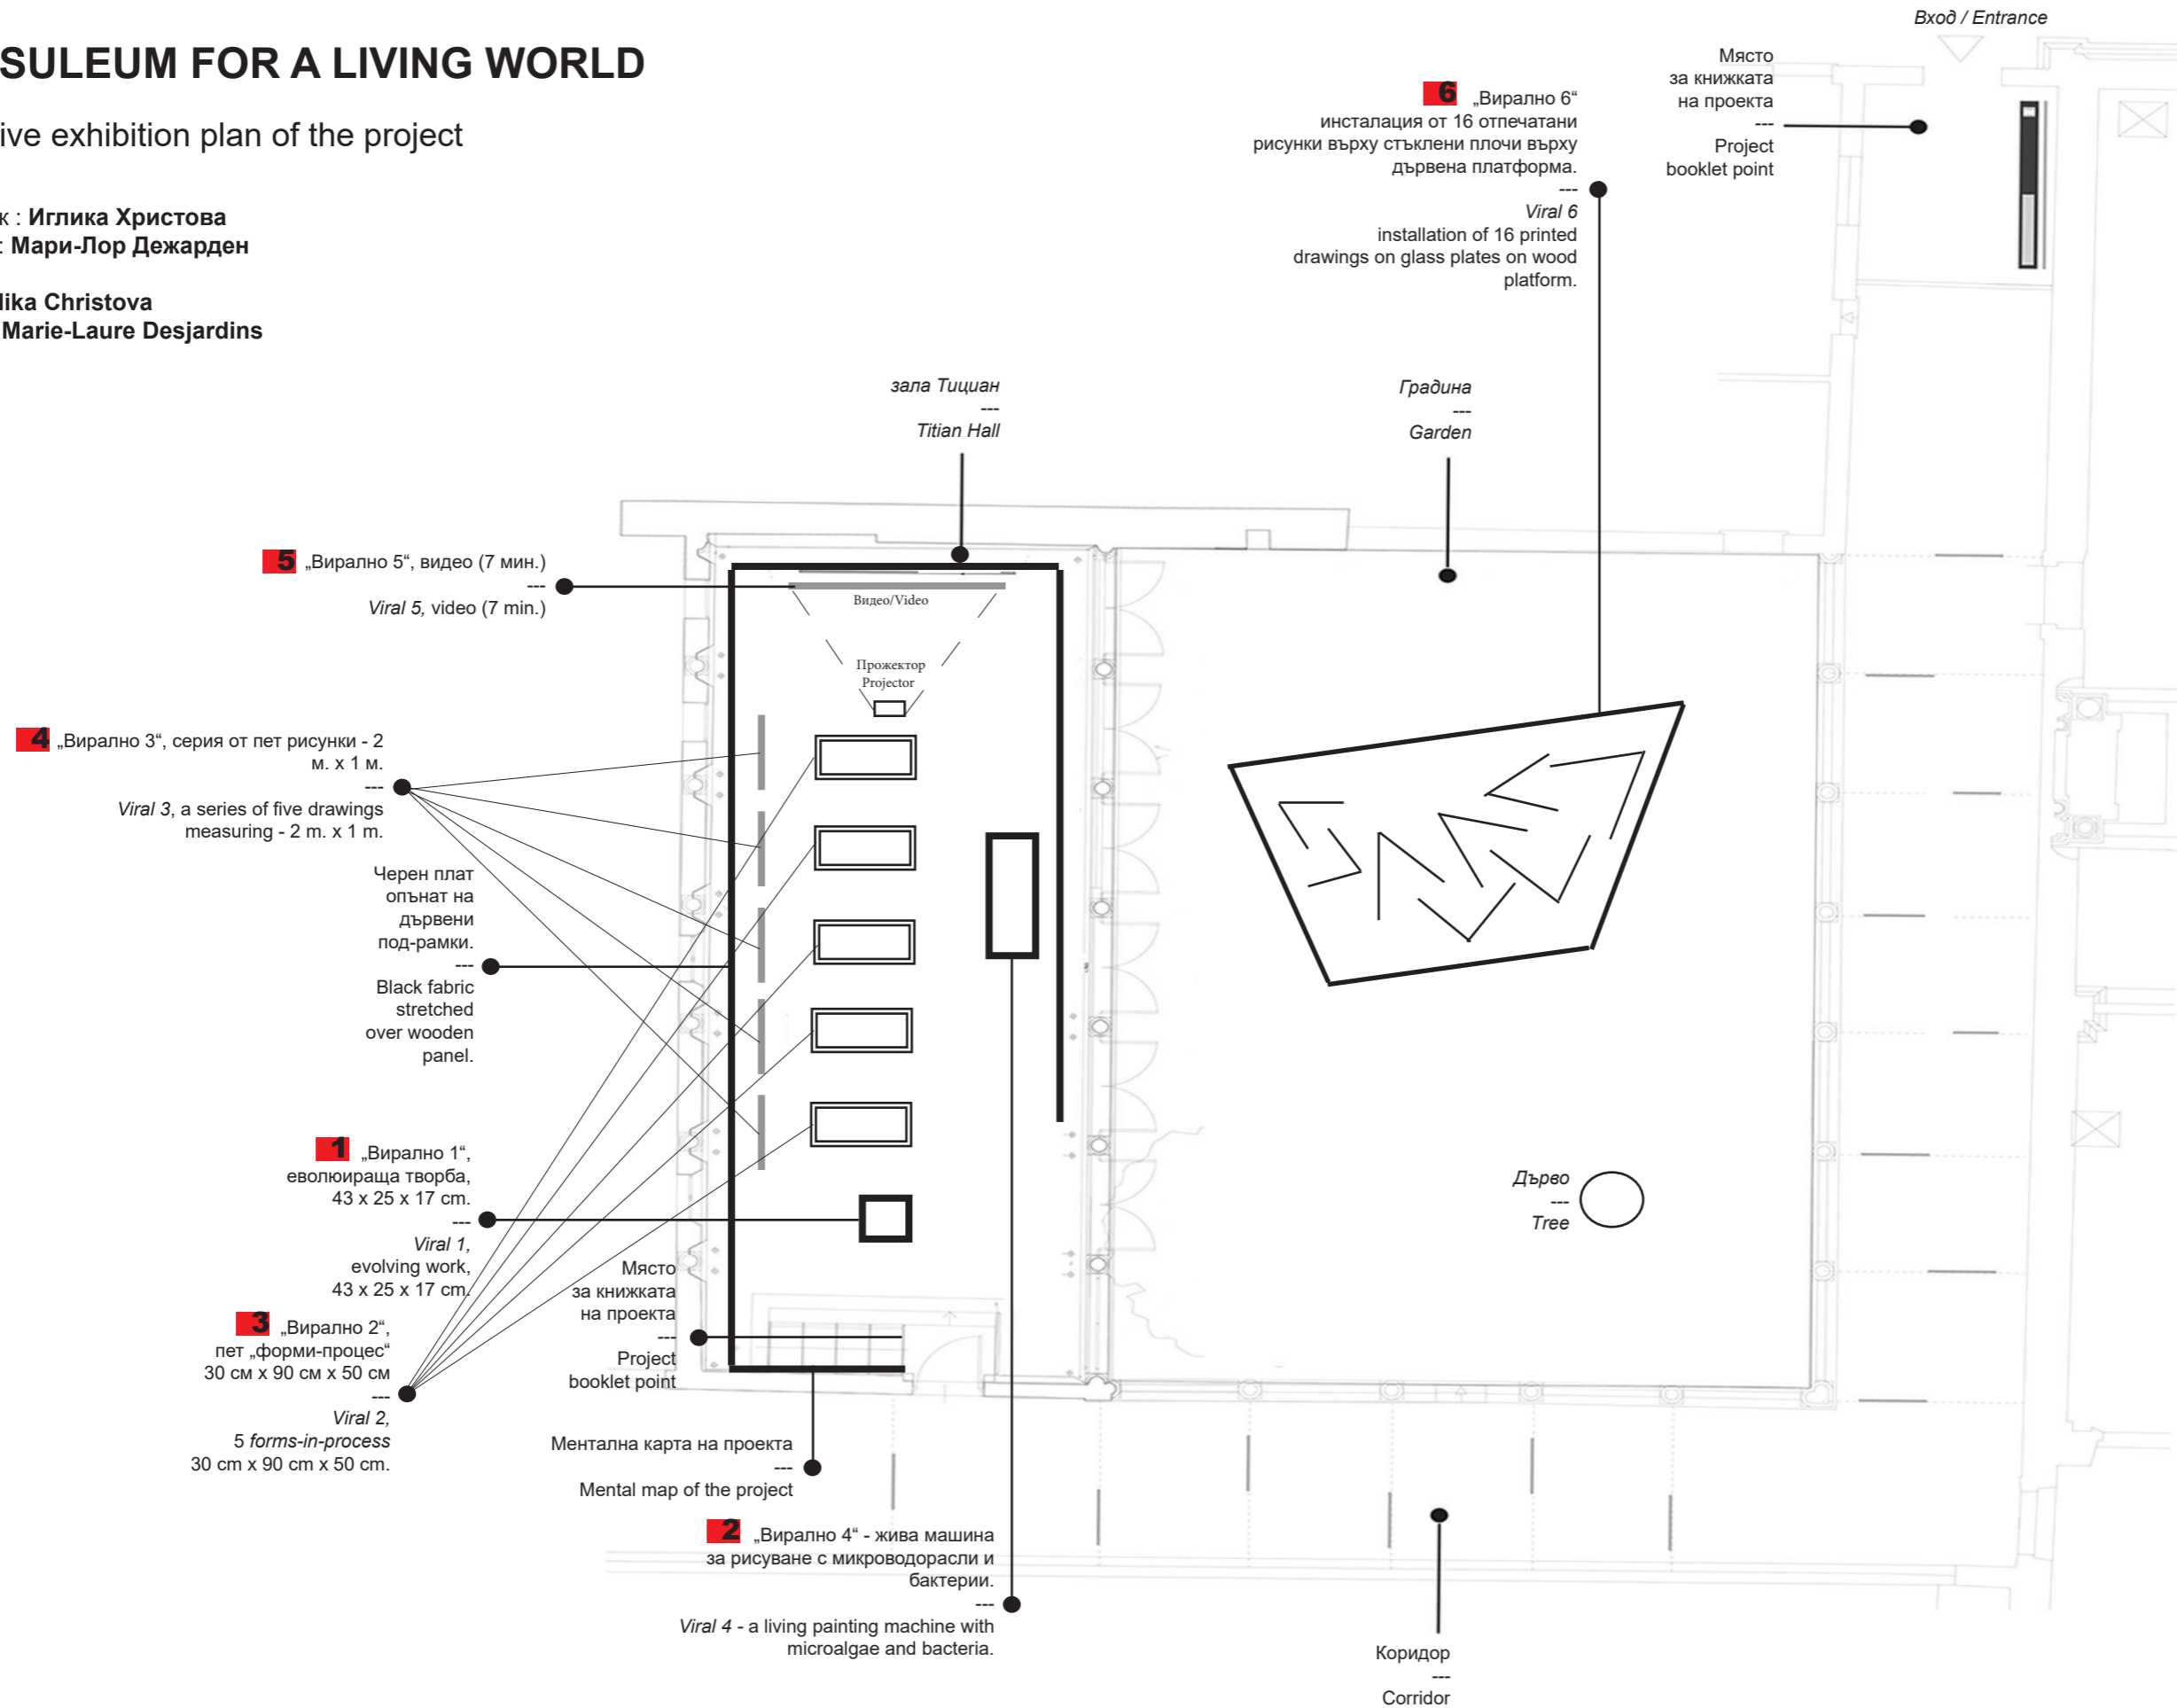 SULEUM FOR A LIVING WORLD
ive exhibition plan of the project
к : Иглика Христова
: Мари-Лор Дежарден
lika Christova
Marie-Laure Desjardins
Вход / Entrance
Място
за книжката
на проекта
---
Project
booklet point
6 „Вирално 6“
инсталация от 16 отпечатани
рисунки върху стъклени плочи върху
дървена платформа.
---
Viral 6
installation of 16 printed
drawings on glass plates on wood
platform.
зала Тициан
---
Titian Hall
Градина
---
Garden
5 „Вирално 5“, видео (7 мин.)
---
Viral 5, video (7 min.)
Видео/Video
Прожектор
Projector
4 „Вирално 3“, серия от пет рисунки - 2
м. х 1 м.
---
Viral 3, a series of five drawings
measuring - 2 m. x 1 m.
Черен плат
опънат на
дървени
под-рамки.
---
Black fabric
stretched
over wooden
panel.
1 „Вирално 1“,
еволюираща творба,
43 x 25 x 17 cm.
---
Viral 1,
evolving work,
43 x 25 x 17 cm.
Дърво
---
Tree
Място
за книжката
на проекта
---
Project
booklet point
3 „Вирално 2“,
пет „форми-процес“
30 см х 90 см х 50 см
---
Viral 2,
5 forms-in-process
30 cm x 90 cm x 50 cm.
Ментална карта на проекта
---
Mental map of the project
2 „Вирално 4“ - жива машина
за рисуване с микроводорасли и
бактерии.
---
Viral 4 - a living painting machine with
microalgae and bacteria.
Коридор
---
Corridor